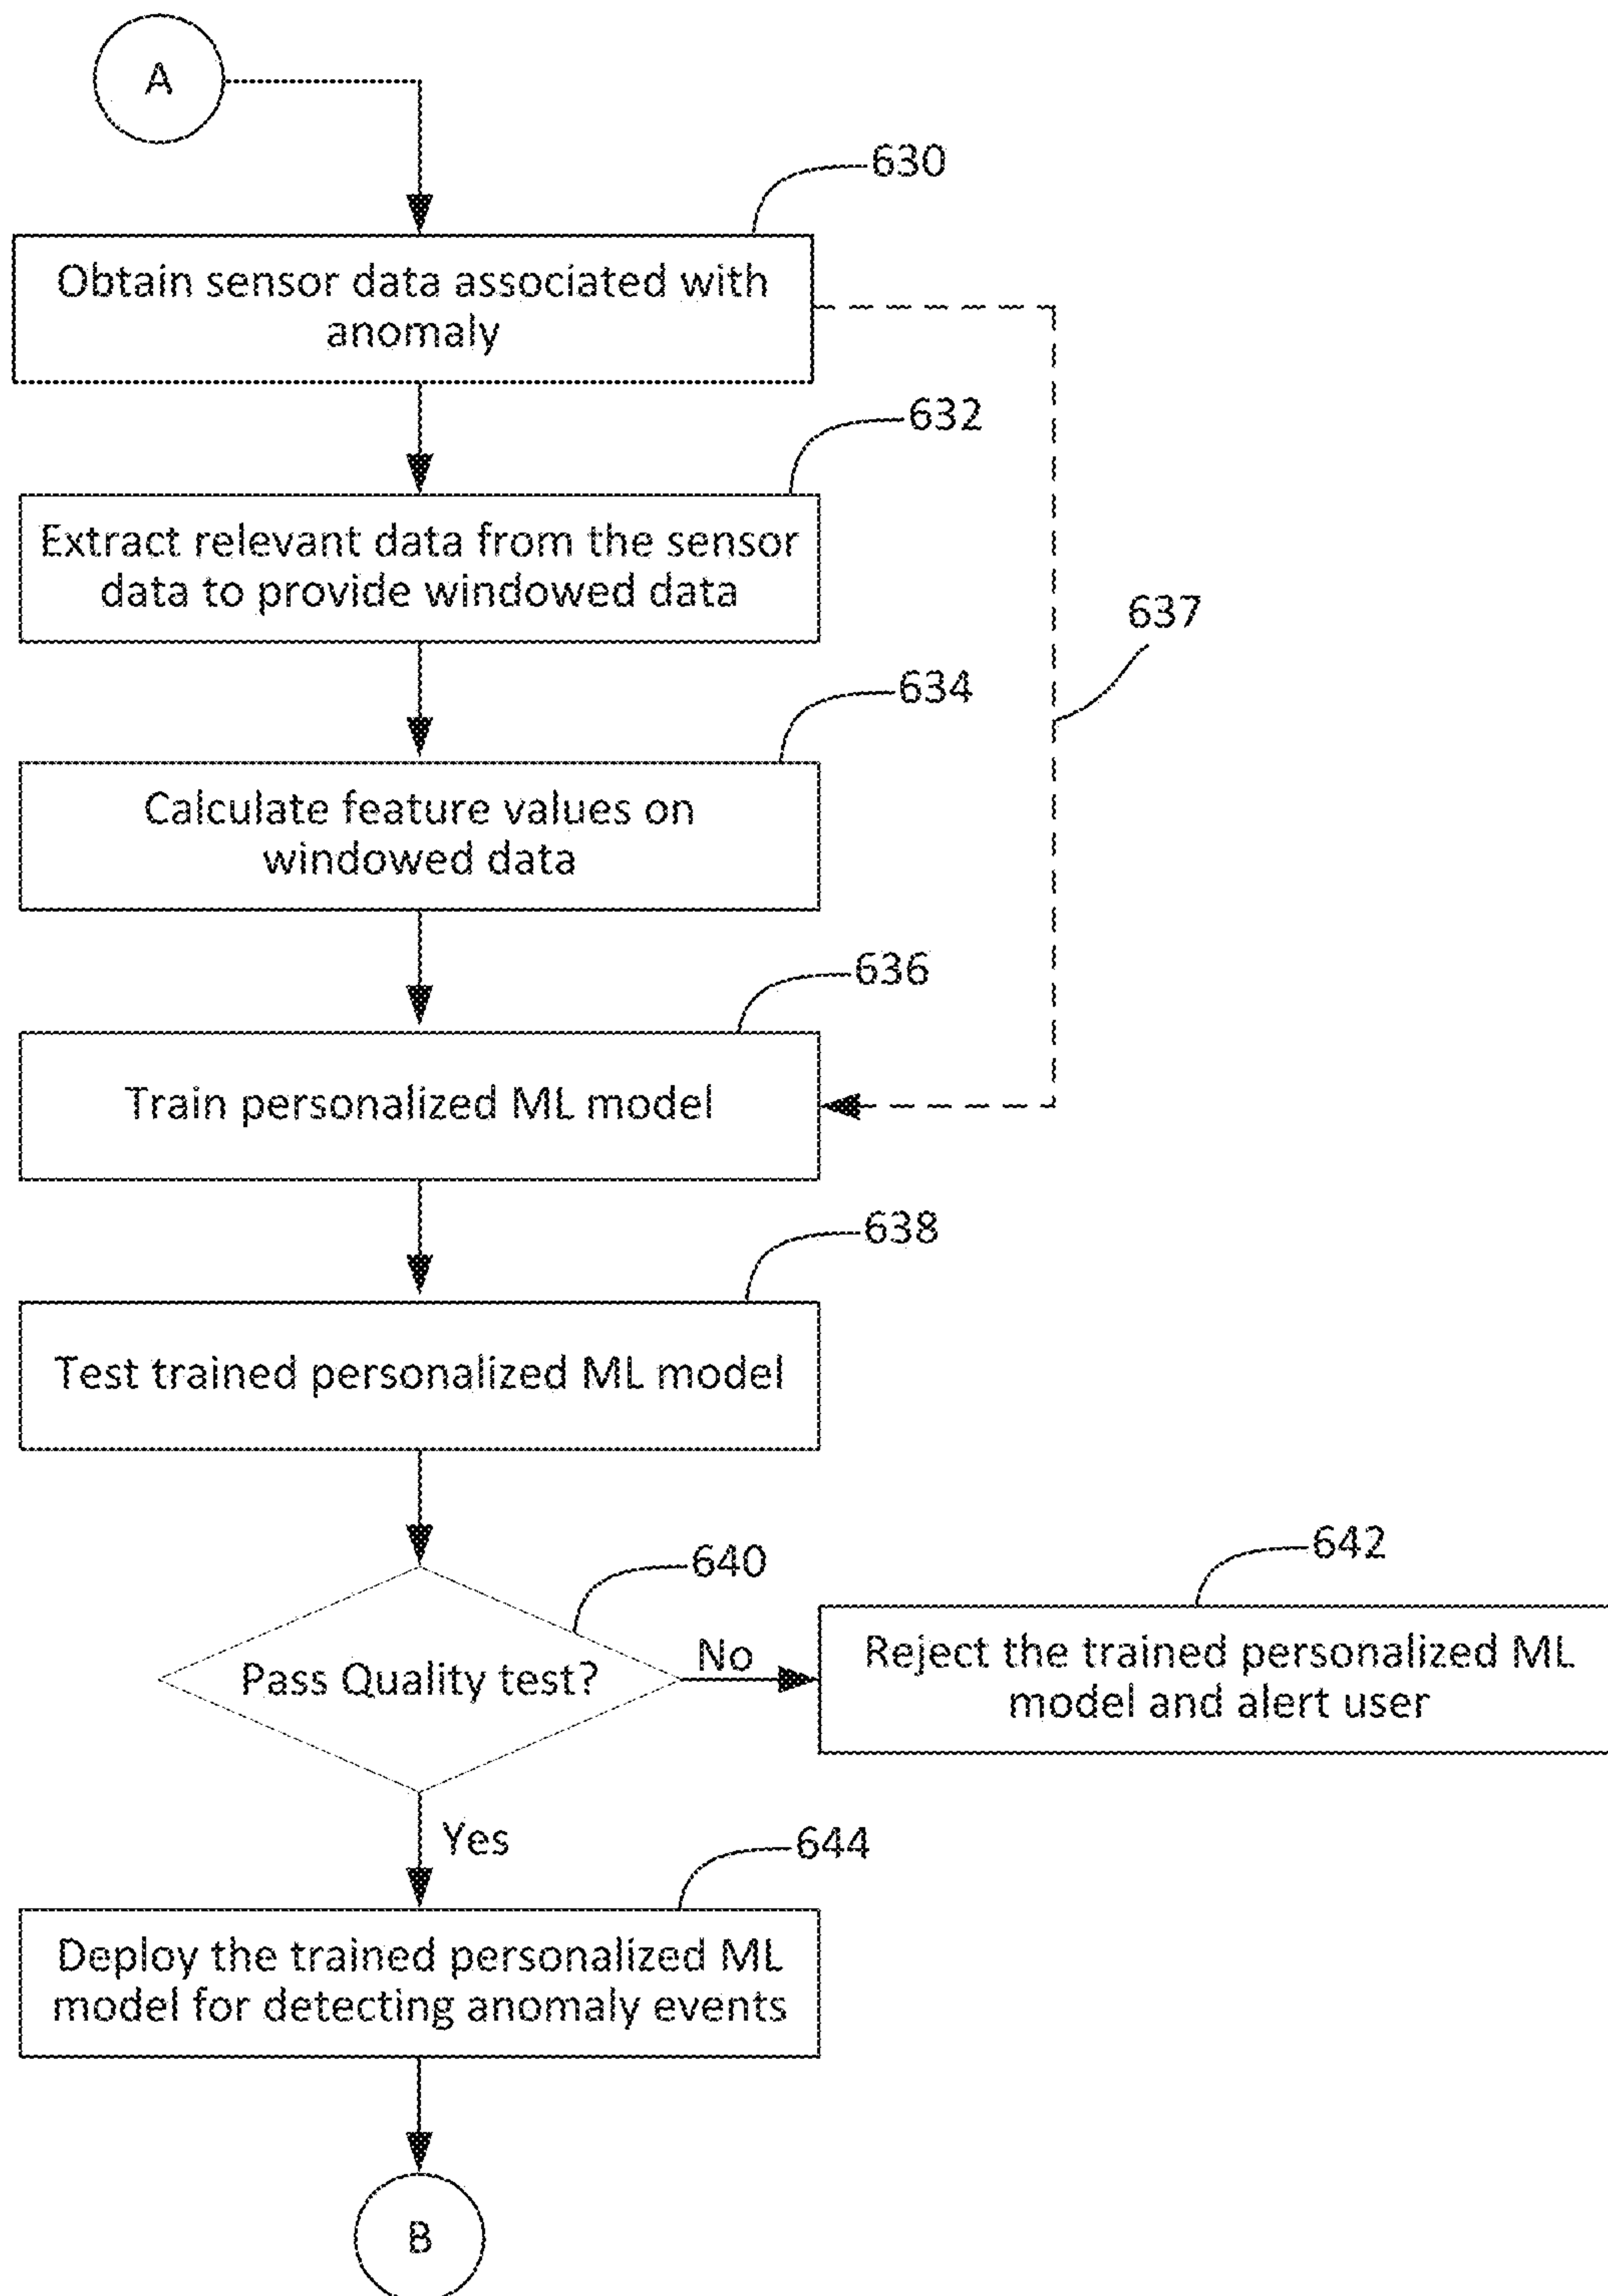 A
630
Obtain sensor data associated with
anomaly
632
Extract relevant data from the sensor
data to provide windowed data
637
634
Calculate feature values on
windowed data
636
Train personalized ML model
638
Test trained personalized ML model
640
Pass Quality test?
No
642
Reject the trained personalized ML
model and alert user
Yes
644
Deploy the trained personalized ML
model for detecting anomaly events
B